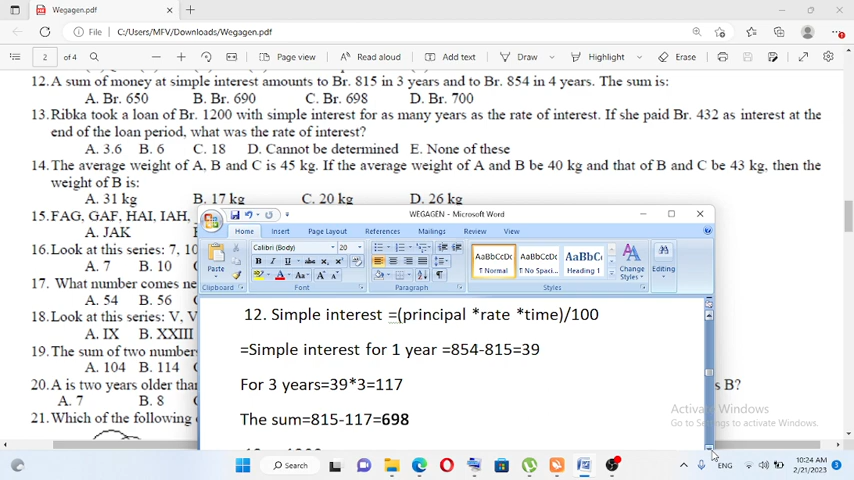 Wegagen.pdf
File C:/Users/MFV/Downloads/Wegagen.pdf
2 of 4 Page view Read aloud Add text Draw Highlight Erase
12. A sum of money at simple interest amounts to Br. 815 in 3 years and to Br. 854 in 4 years. The sum is:
A. Br. 650 B. Br. 690 C. Br. 698 D. Br. 700
13. Ribka took a loan of Br. 1200 with simple interest for as many years as the rate of interest. If she paid Br. 432 as interest at the
end of the loan period, what was the rate of interest?
A. 3.6 B. 6 C. 18 D. Cannot be determined E. None of these
14. The average weight of A, B and C is 45 kg. If the average weight of A and B be 40 kg and that of B and C be 43 kg, then the
weight of B is:
A. 31 kg B. 17 kg C. 20 kg D. 26 kg
15. FAG, GAF, HAI, IAH,
A. JAK
16. Look at this series: 7, 10
A. 7 B. 10
17. What number comes ne
A. 54 B. 56
18. Look at this series: V, V
A. IX B. XXIII
19. The sum of two numbers
A. 104 B. 114
20. A is two years older than
s B?
A. 7 B. 8
21. Which of the following
WEGAGEN - Microsoft Word
Home Insert Page Layout References Mailings Review View
Paste
Calibri (Body) 20
B I U abc x₂ x² Aa A A
AaBbCcDc AaBbCcDc AaBbCc
¶ Normal ¶ No Spaci... Heading 1
Change Styles Editing
Clipboard Font Paragraph Styles
12. Simple interest =(principal *rate *time)/100
=Simple interest for 1 year =854-815=39
For 3 years=39*3=117
The sum=815-117=698
Activate Windows
Go to Settings to activate Windows.
Search
ENG
10:24 AM
2/21/2023
3